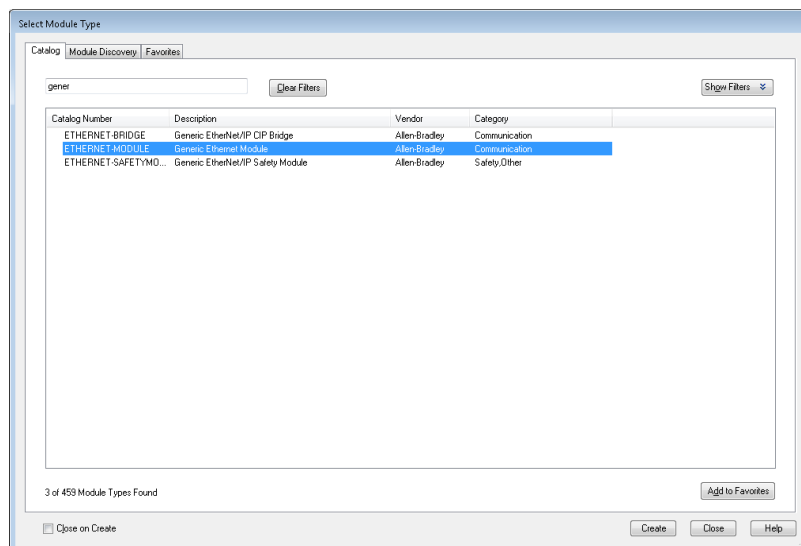 Select Module Type
Catalog Module Discovery Favorites
gener Clear Filters Show Filters
Catalog Number Description Vendor Category
ETHERNET-BRIDGE Generic EtherNet/IP CIP Bridge Allen-Bradley Communication
ETHERNET-MODULE Generic Ethernet Module Allen-Bradley Communication
ETHERNET-SAFETYMO... Generic EtherNet/IP Safety Module Allen-Bradley Safety,Other
3 of 459 Module Types Found Add to Favorites
Close on Create Create Close Help